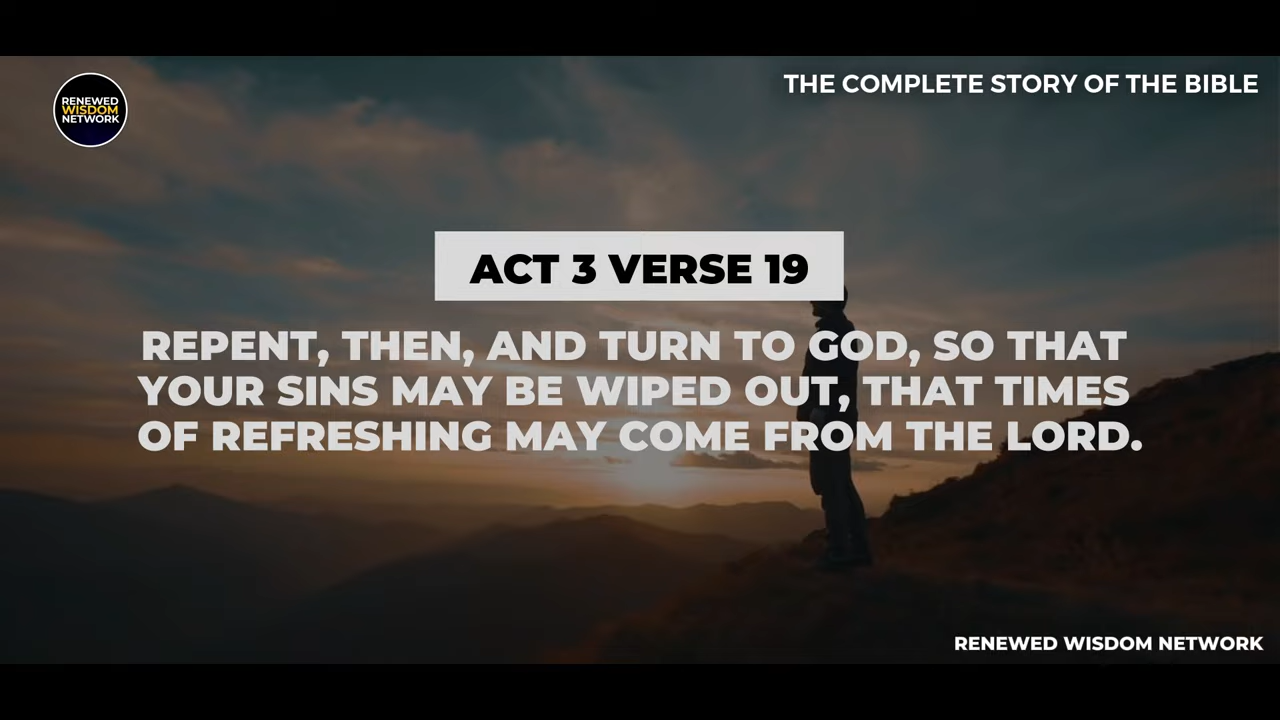 RENEWED
WISDOM
NETWORK
THE COMPLETE STORY OF THE BIBLE
ACT 3 VERSE 19
REPENT, THEN, AND TURN TO GOD, SO THAT
YOUR SINS MAY BE WIPED OUT, THAT TIMES
OF REFRESHING MAY COME FROM THE LORD.
RENEWED WISDOM NETWORK